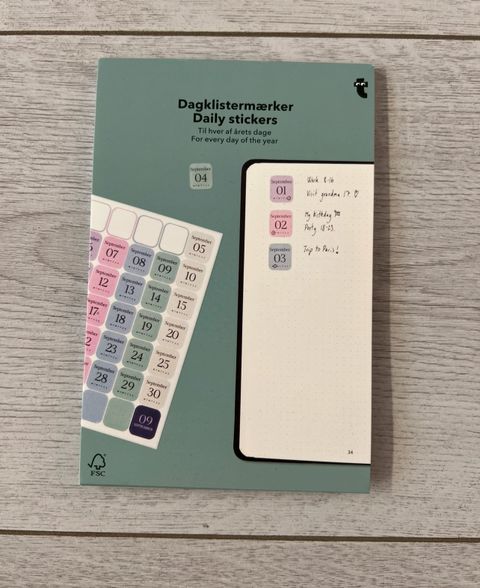 Dagklistermærker
Daily stickers
Til hver af årets dage
For every day of the year
September
04
September
01
Work 8-16
Visit grandma 17.
September
02
My Birthday
Party 18-23.
September
03
Trip to Paris!
September
05
September
07
September
08
September
09
September
10
September
12
September
13
September
14
September
15
17
September
18
September
19
September
20
September
23
September
24
September
25
September
28
September
29
September
30
09
SEPTEMBER
34
FSC